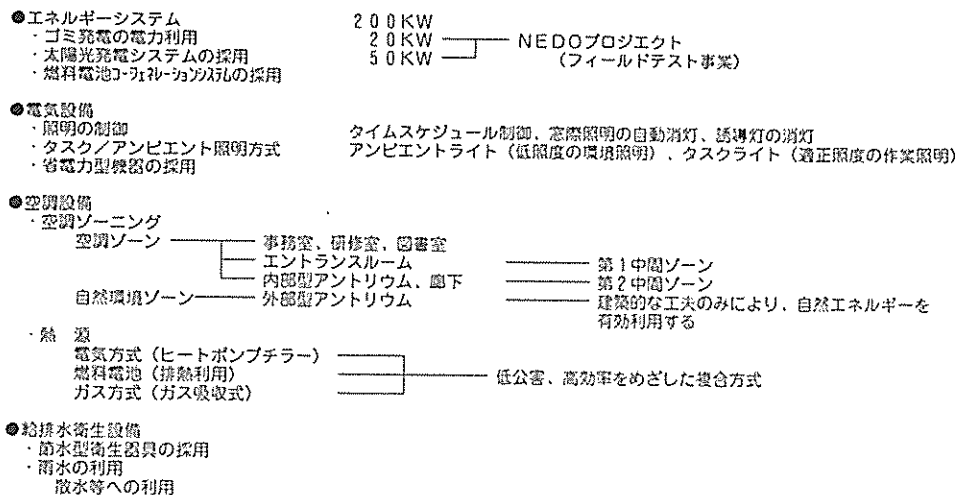 ●エネルギーシステム 200KW
・ゴミ発電の電力利用 20KW NEDOプロジエクト
・太陽光発電システムの採用 50KW (フィールドテスト事業)
・燃料電池コージェネレーションシステムの採用
●電気設備
・照明の制御 タイムスケジュール制御、窓際照明の自動消灯、誘導灯の消灯
・タスク/アンビエント照明方式 アンビエントライト(低照度の環境照明)、タスクライト(適正照度の作業照明)
・省電力型機器の採用
●空調設備
・空調ゾーニング
空調ゾーン 事務室、研修室、図書室
エントランスルーム 第1中間ゾーン
内部型アントリウム、廊下 第2中間ゾーン
自然環境ゾーン 外部型アントリウム 建築的な工夫のみにより、自然エネルギーを
有効利用する
・熱 源
電気方式(ヒートポンプチラー)
燃料電池(排熱利用) 低公害、高効率をめざした複合方式
ガス方式(ガス吸収式)
●給排水衛生設備
・節水型衛生器具の採用
・雨水の利用
散水等への利用